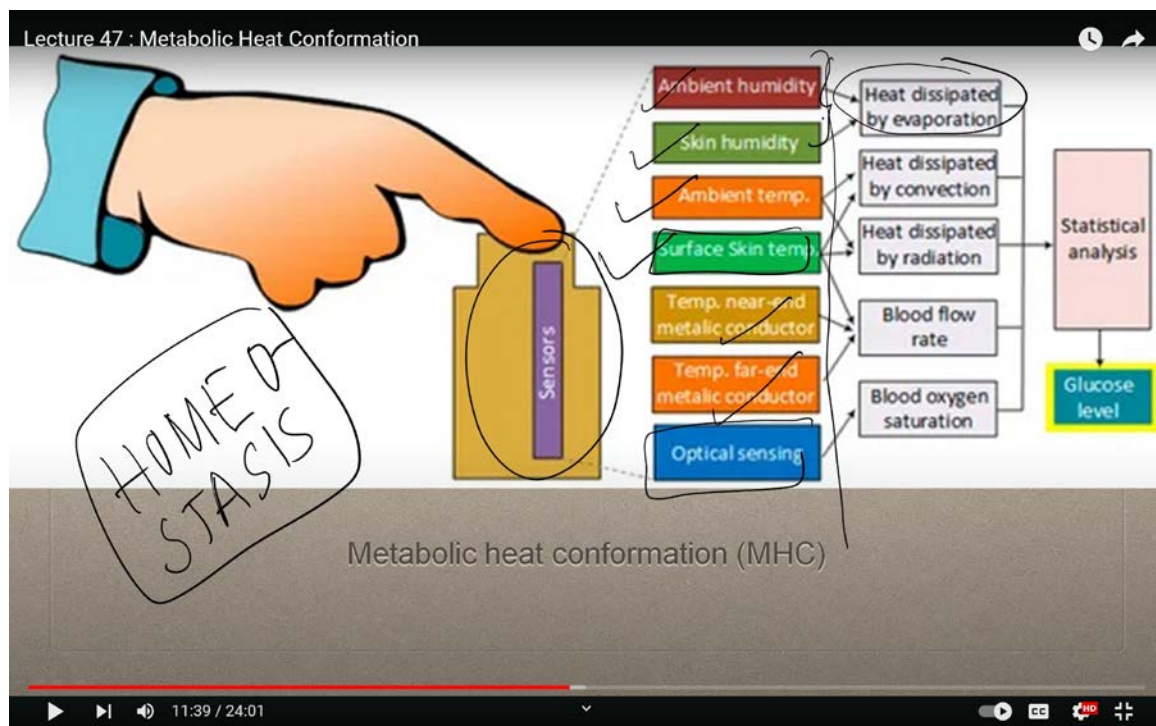 Lecture 47 : Metabolic Heat Conformation
Ambient humidity
Skin humidity
Ambient temp.
Surface Skin temp.
Temp. near-end
metalic conductor
Temp. far-end
metalic conductor
Optical sensing
Heat dissipated
by evaporation
Heat dissipated
by convection
Heat dissipated
by radiation
Blood flow
rate
Blood oxygen
saturation
Statistical
analysis
Glucose
level
Sensors
HOMEO
STASIS
Metabolic heat conformation (MHC)
11:39 / 24:01
CC
HD